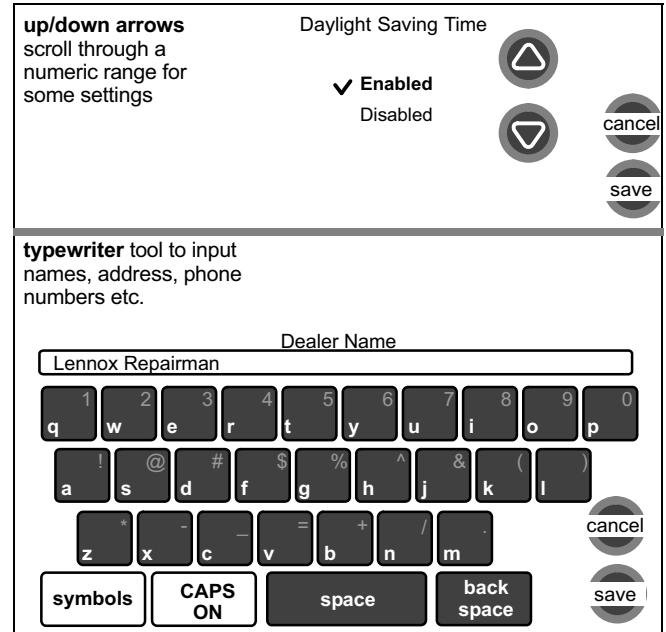 up/down arrows
scroll through a
numeric range for
some settings
Daylight Saving Time
Enabled
Disabled
cancel
save
typewriter tool to input
names, address, phone
numbers etc.
Dealer Name
Lennox Repairman
1 2 3 4 5 6 7 8 9 0
q w e r t y u i o p
! @ # $ % ^ & ( )
a s d f g h j k l
* - _ = + / .
z x c v b n m
cancel
symbols
CAPS
ON
space
back
space
save